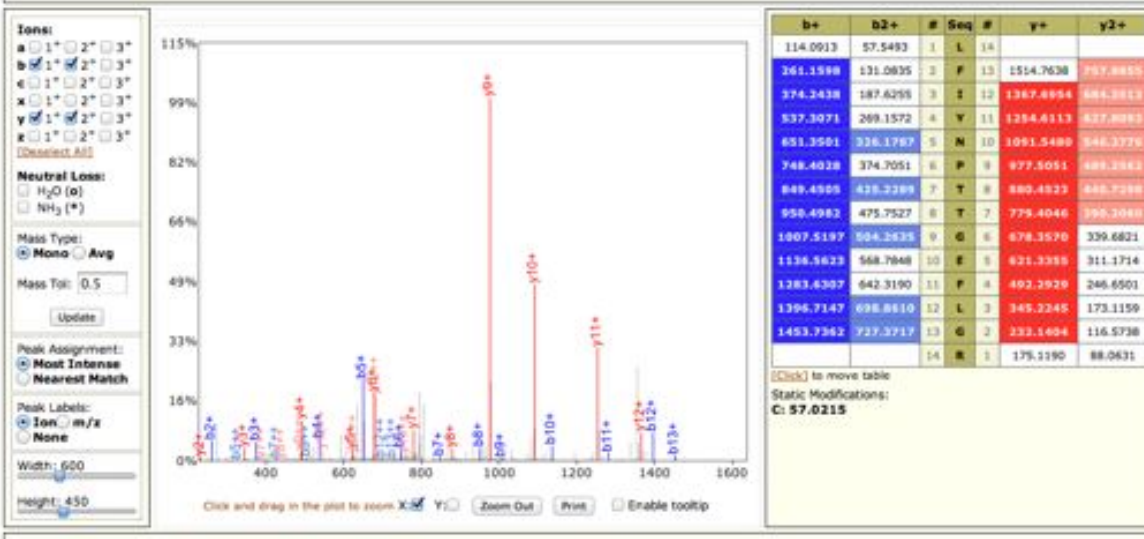 Ions:
a 1+ 2+ 3+
b 1+ 2+ 3+
c 1+ 2+ 3+
x 1+ 2+ 3+
y 1+ 2+ 3+
z 1+ 2+ 3+
[Deselect All]
Neutral Loss:
H2O (o)
NH3 (*)
Mass Type:
Mono Avg
Mass Tol: 0.5
Update
Peak Assignment:
Most Intense
Nearest Match
Peak Labels:
Ion m/z
None
Width: 600
Height: 450
115%
99%
82%
66%
49%
33%
16%
0%
400 600 800 1000 1200 1400 1600
y2+ b2+ y3+ b3+ y4+ b4+ b5+ b6+ y7+ b7+ y8+ b8+ y9+ b9+ y10+ b10+ y11+ b11+ y12+ b12+ b13+
Click and drag in the plot to zoom X: Y: Zoom Out Print Enable tooltip
b+ b2+ # Seq # y+ y2+
114.0913 57.5493 1 L 14
261.1598 131.0835 2 F 13 1514.7638
374.2438 187.6255 3 I 12 1367.6954
537.3071 269.1572 4 Y 11 1254.6113
651.3501 326.1787 5 N 10 1091.5480
748.4028 374.7051 6 P 9 977.5051
849.4505 425.2289 7 T 8 880.4523
950.4982 475.7527 8 T 7 779.4046
1007.5197 504.2635 9 G 6 678.3570 339.6821
1136.5623 568.7848 10 E 5 621.3355 311.1714
1283.6307 642.3190 11 F 4 492.2929 246.6501
1396.7147 698.8610 12 L 3 345.2245 173.1159
1453.7362 727.3717 13 G 2 232.1404 116.5738
14 R 1 175.1190 88.0631
[Click] to move table
Static Modifications:
C: 57.0215